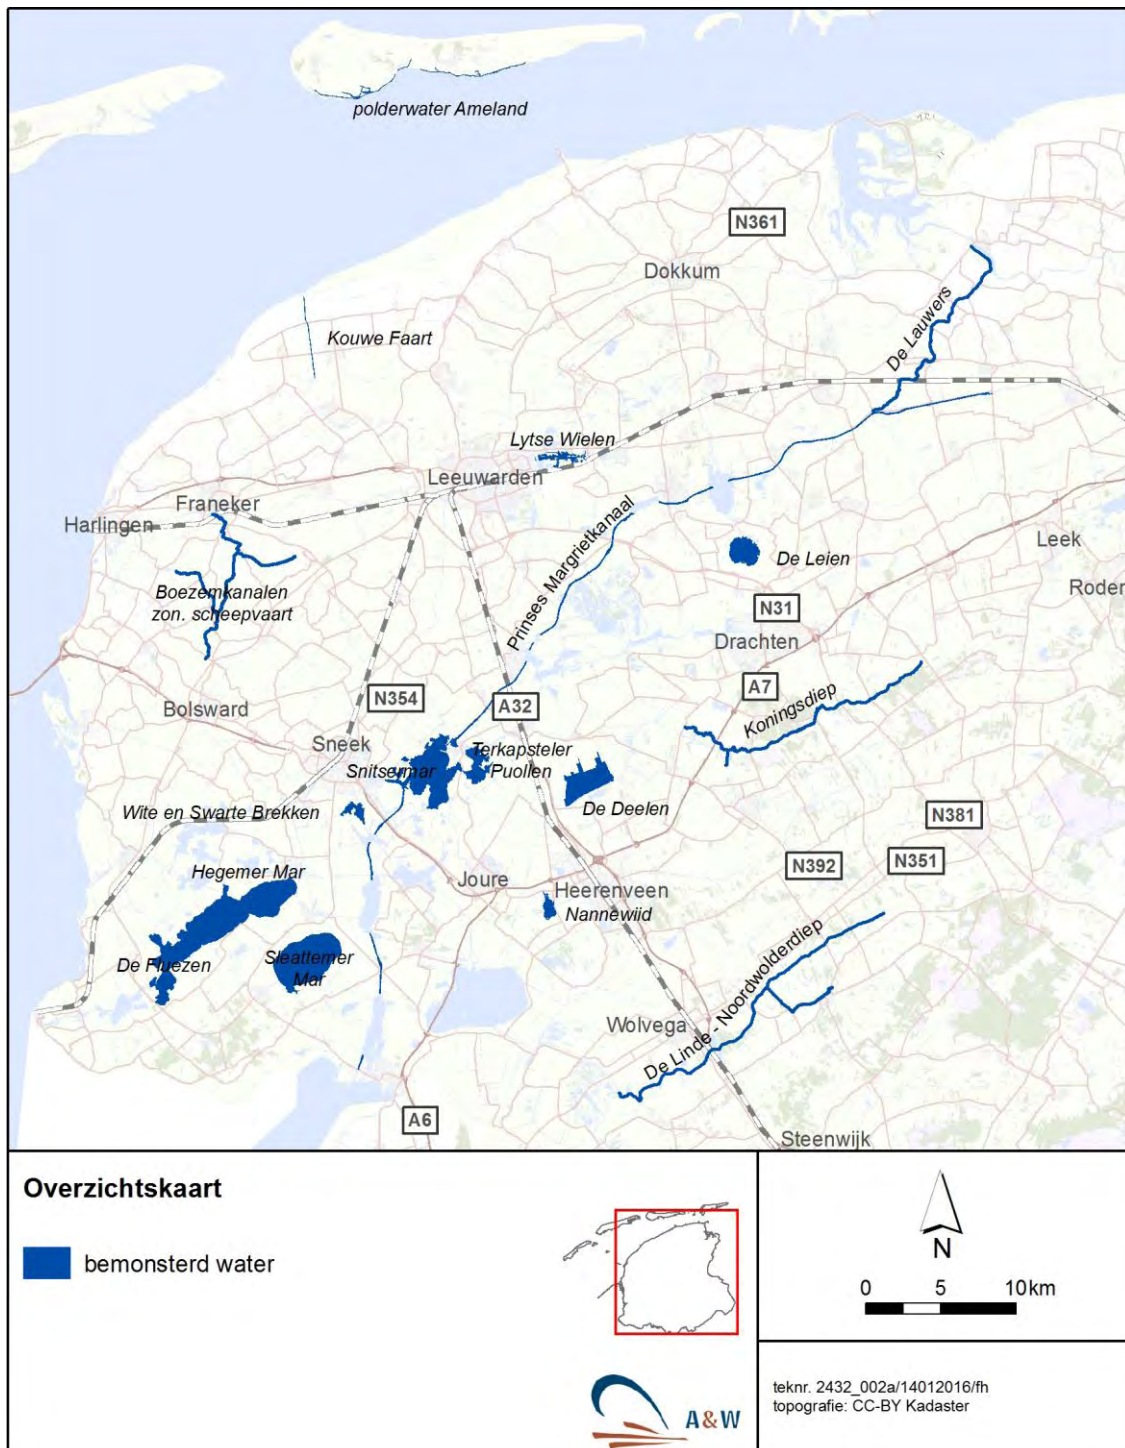 polderwater Ameland
N361
Dokkum
De Lauwers
Kouwe Faart
Lytse Wielen
Leeuwarden
Franeker
Harlingen
Prinses Margrietkanaal
De Leien
Leek
Roder
Boezemkanalen
zon. scheepvaart
N31
Drachten
A7
Koningsdiep
N354
A32
Bolsward
Sneek
Snitsermar
Terkapsteler
Puollen
De Deelen
Wite en Swarte Brekken
N381
N392
N351
Hegemer Mar
Joure
Heerenveen
Nannewijd
De Fluezen
Sleattemer
Mar
De Linde - Noordwolderdiep
Wolvega
A6
Steenwijk
Overzichtskaart
bemonsterd water
N
0 5 10km
A&W
teknr. 2432_002a/14012016/fh
topografie: CC-BY Kadaster